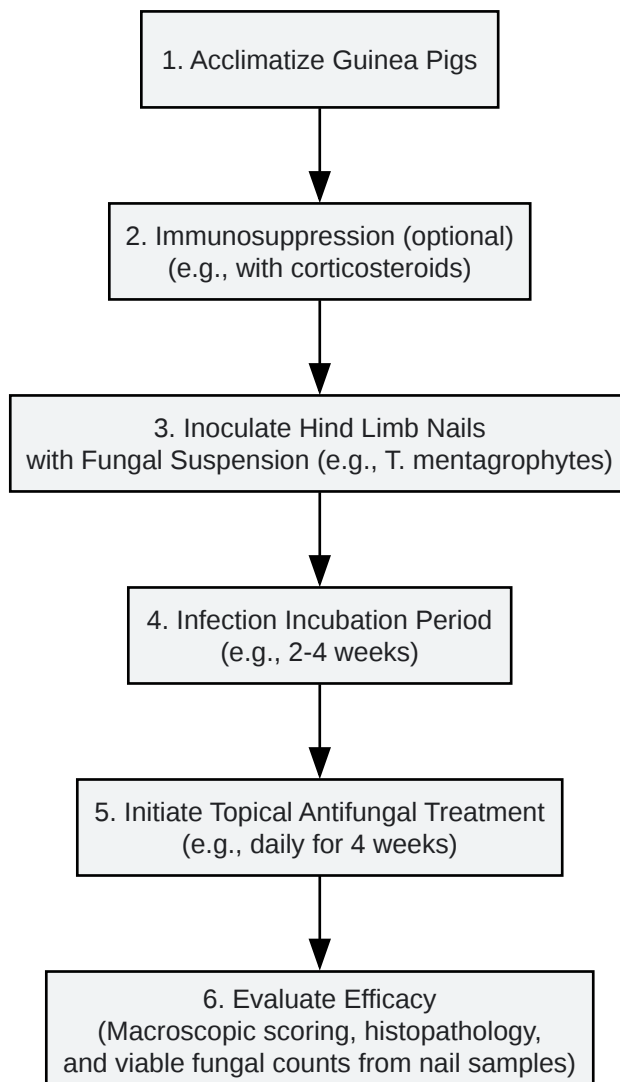 1. Acclimatize Guinea Pigs
2. Immunosuppression (optional)
(e.g., with corticosteroids)
3. Inoculate Hind Limb Nails
with Fungal Suspension (e.g., T. mentagrophytes)
4. Infection Incubation Period
(e.g., 2-4 weeks)
5. Initiate Topical Antifungal Treatment
(e.g., daily for 4 weeks)
6. Evaluate Efficacy
(Macroscopic scoring, histopathology,
and viable fungal counts from nail samples)